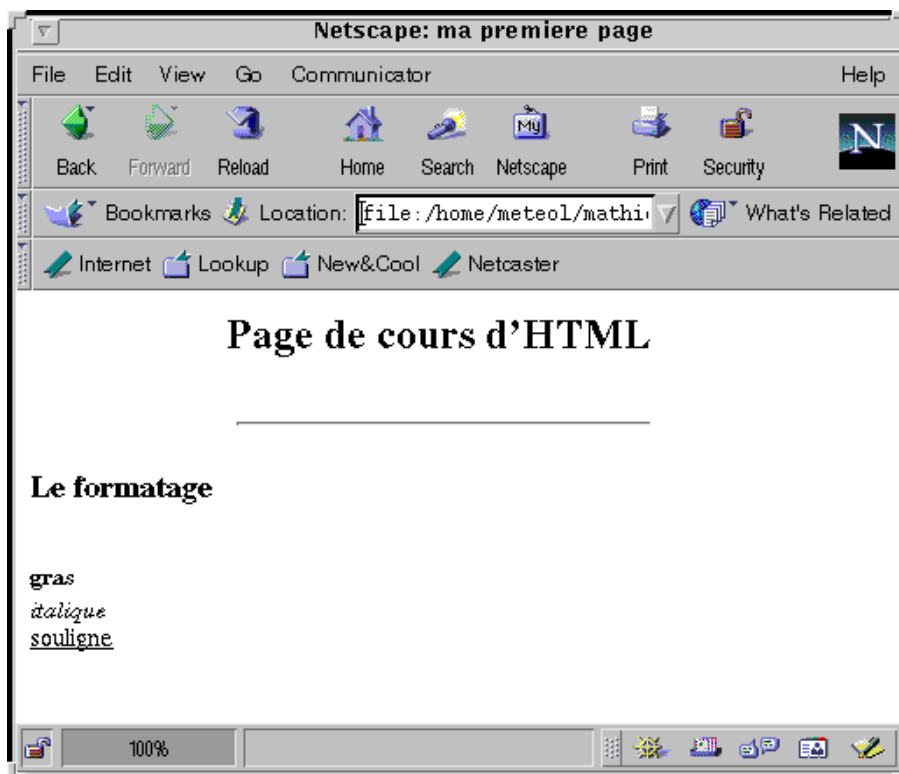 Netscape: ma premiere page
File Edit View Go Communicator Help
My N
Back Forward Reload Home Search Netscape Print Security
Bookmarks Location: file:/home/meteol/mathi What's Related
Internet Lookup New&Cool Netcaster
Page de cours d'HTML
Le formatage
gras
italique
souligne
100%